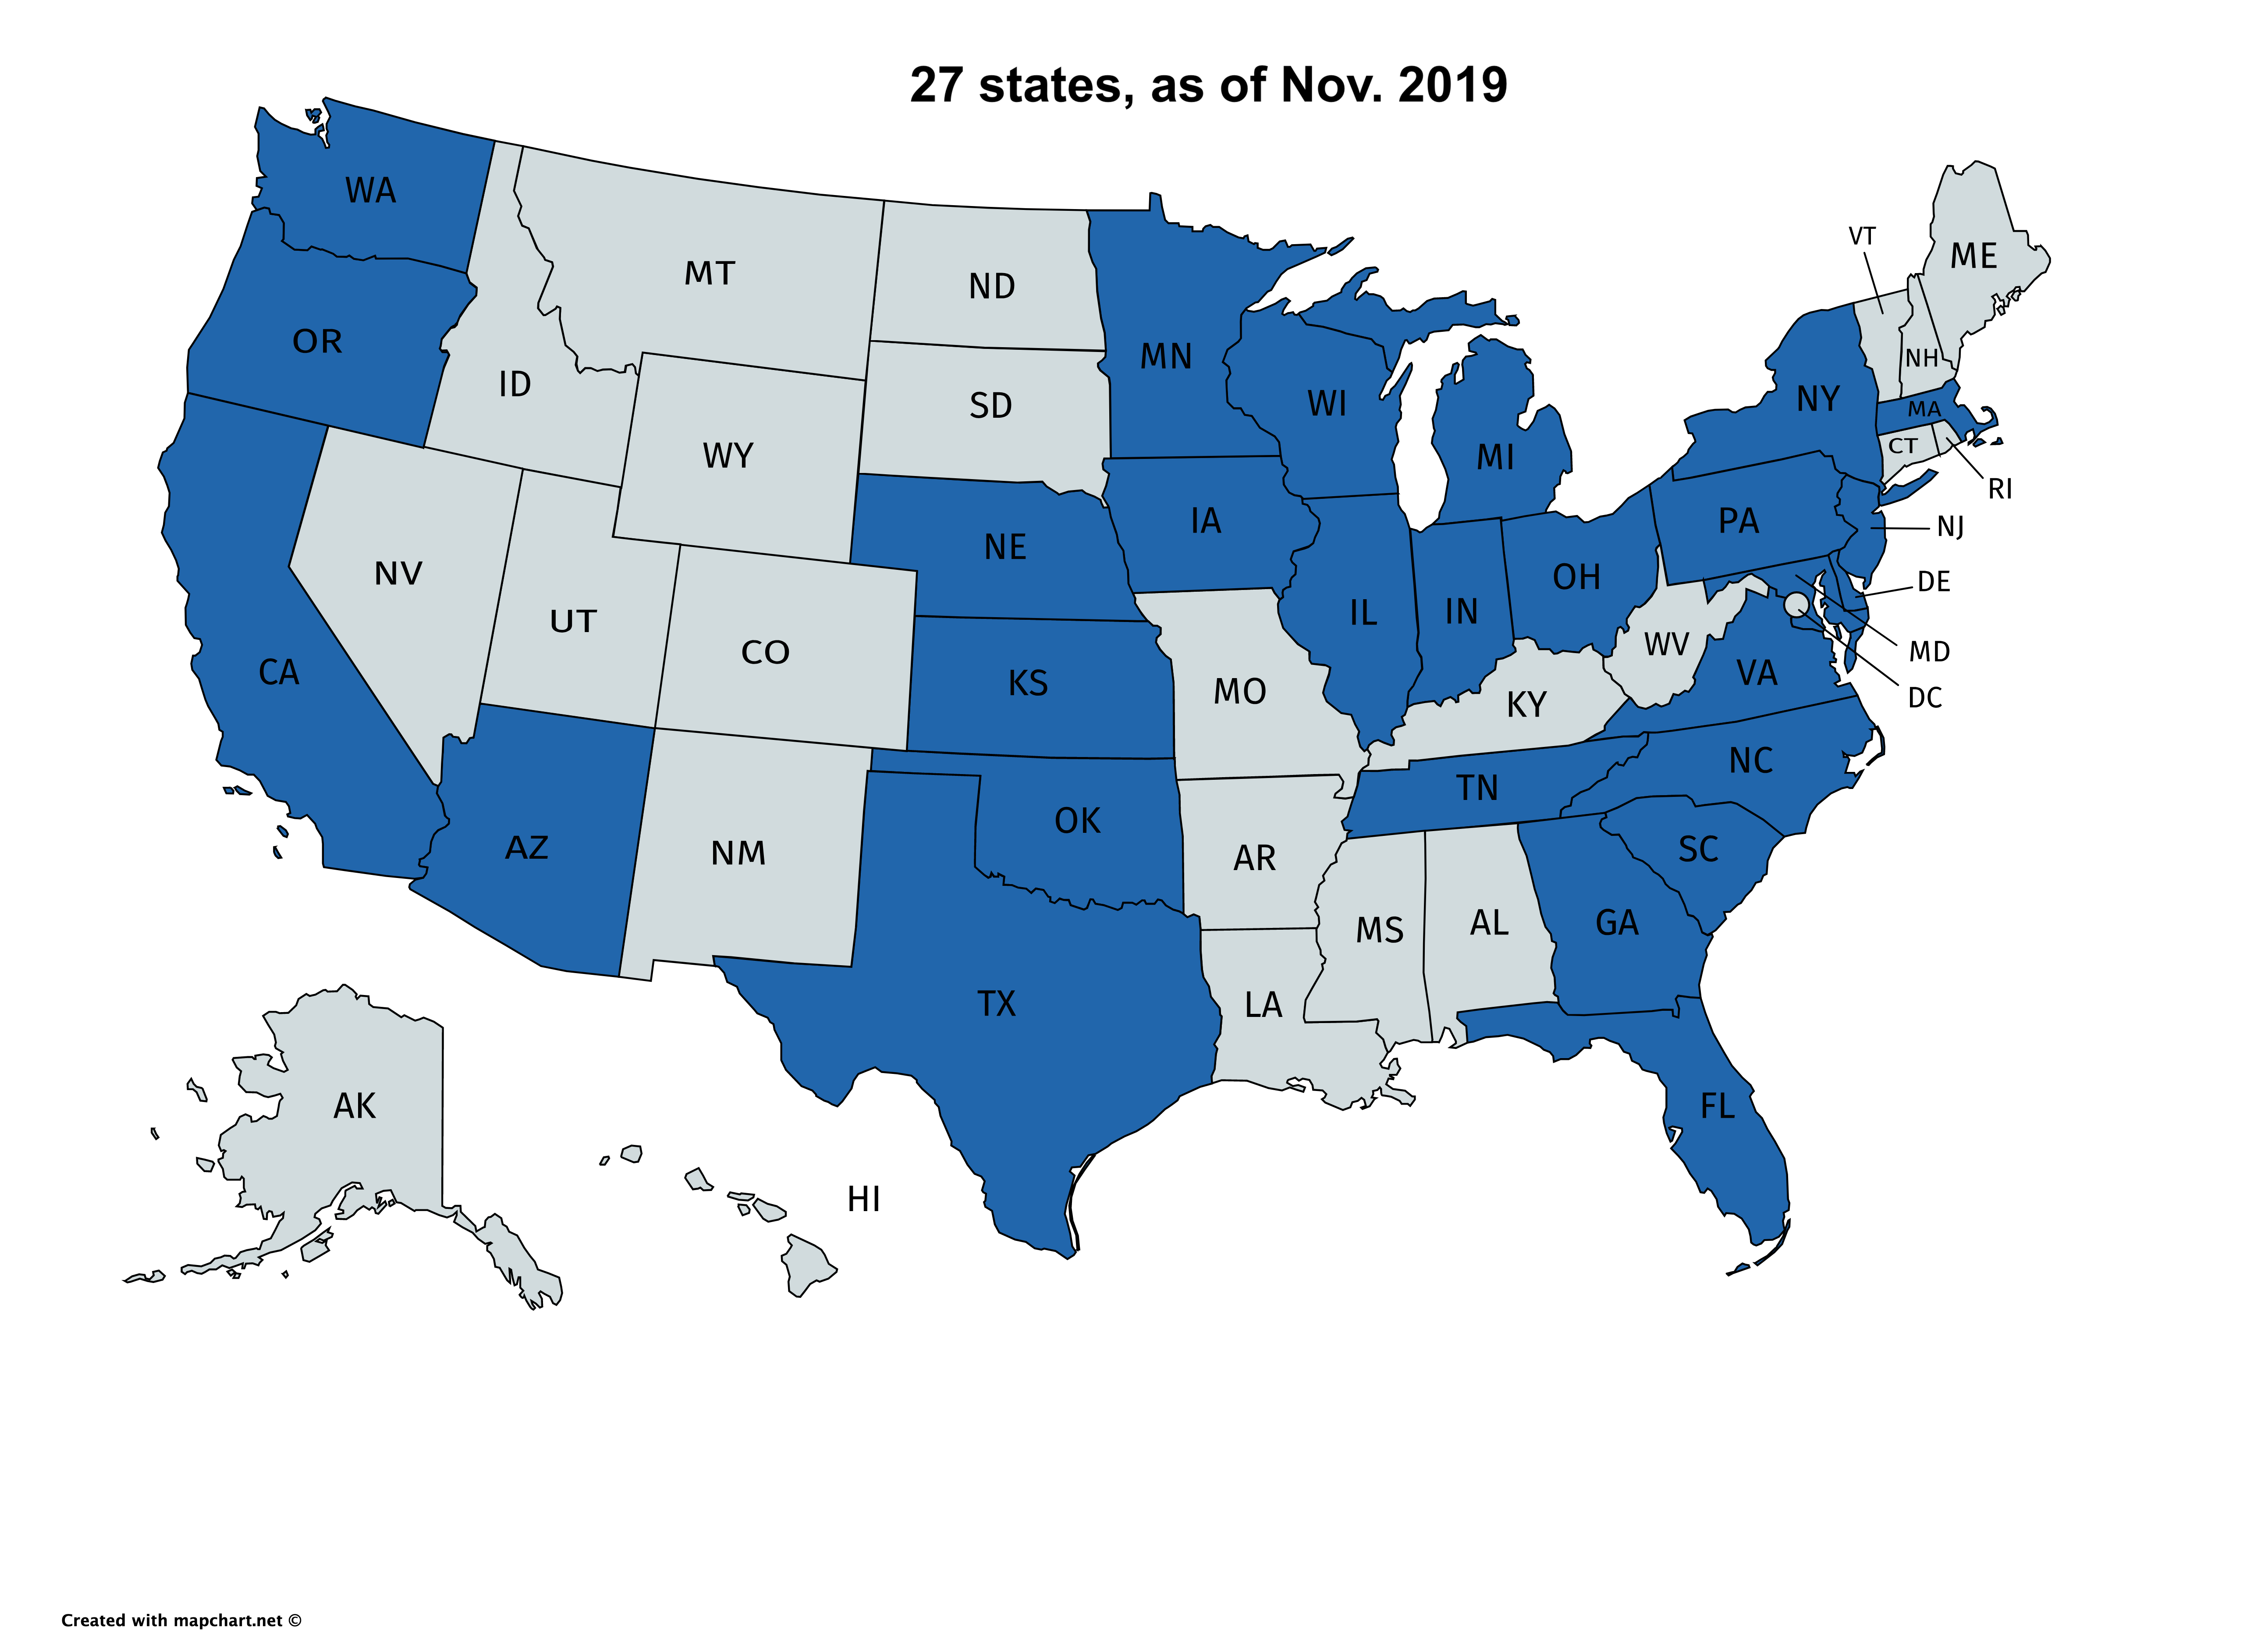 27 states, as of Nov. 2019
WA
VT
ME
MT
ND
OR
MN
NH
ID
NY
WI
SD
MA
CT
WY
MI
RI
IA
PA
NJ
NE
NV
OH
DE
IL
IN
UT
WV
CO
MD
CA
VA
KS
MO
DC
KY
NC
TN
OK
AZ
SC
NM
AR
GA
AL
MS
TX
LA
AK
FL
HI
Created with mapchart.net ©